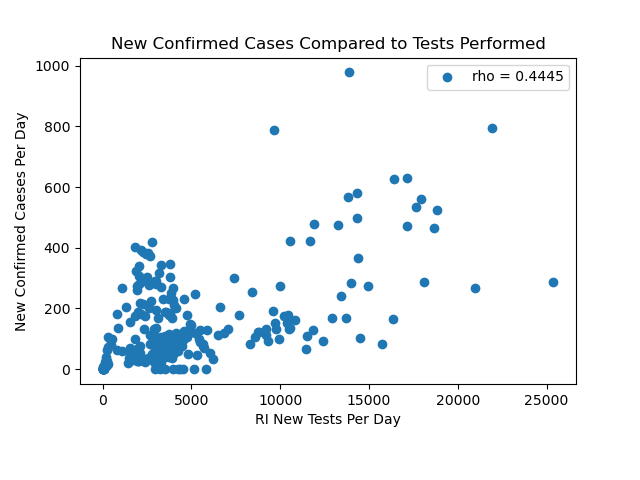 New Confirmed Cases Compared to Tests Performed
rho = 0.4445
1000
800
600
400
200
0
New Confirmed Caeses Per Day
0 5000 10000 15000 20000 25000
RI New Tests Per Day